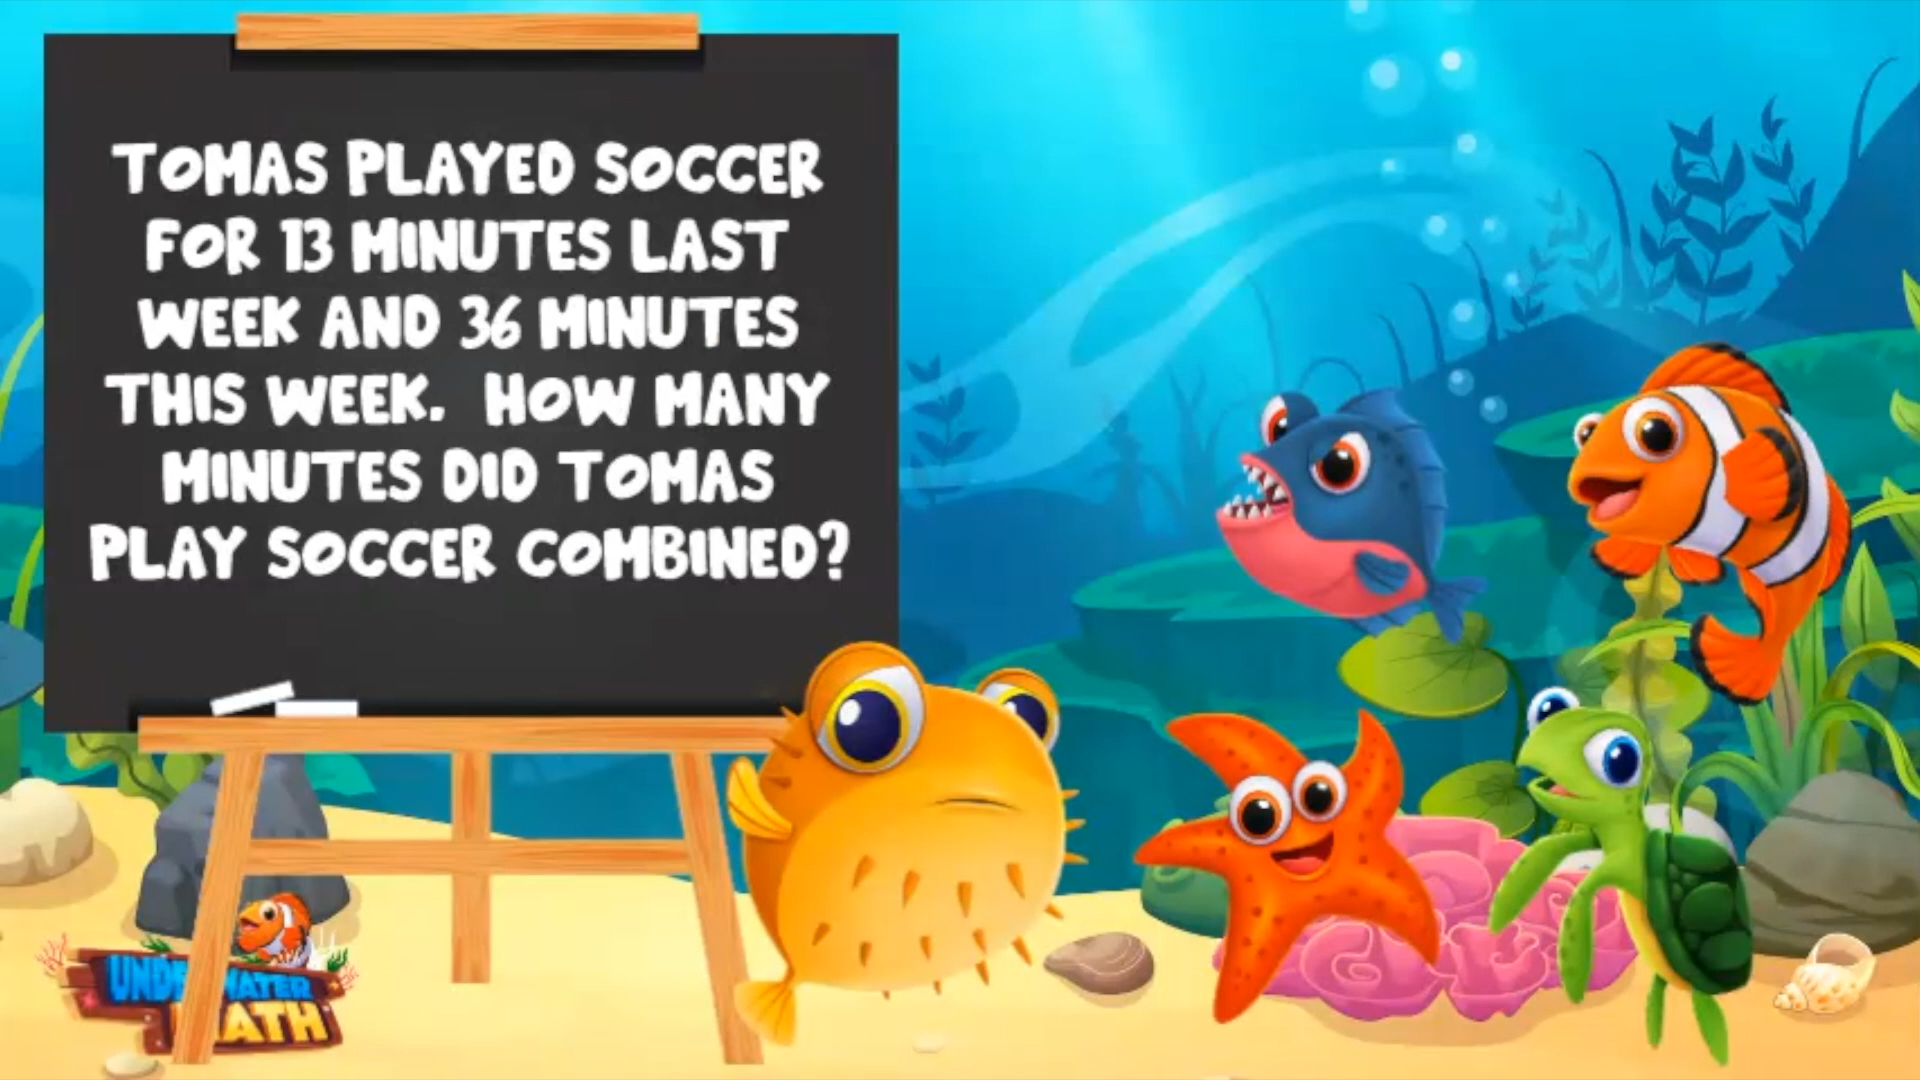 TOMAS PLAYED SOCCER
FOR 13 MINUTES LAST
WEEK AND 36 MINUTES
THIS WEEK. HOW MANY
MINUTES DID TOMAS
PLAY SOCCER COMBINED?
UNDERWATER
MATH